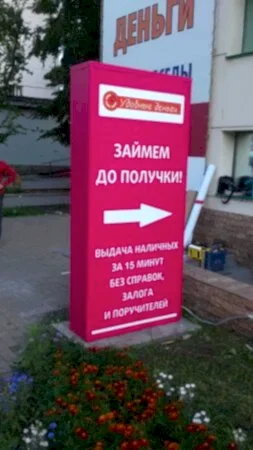 ДЕНЬГИ
Удобные деньги
ЗАЙМЕМ
ДО ПОЛУЧКИ!
ВЫДАЧА НАЛИЧНЫХ
ЗА 15 МИНУТ
БЕЗ СПРАВОК,
ЗАЛОГА
И ПОРУЧИТЕЛЕЙ